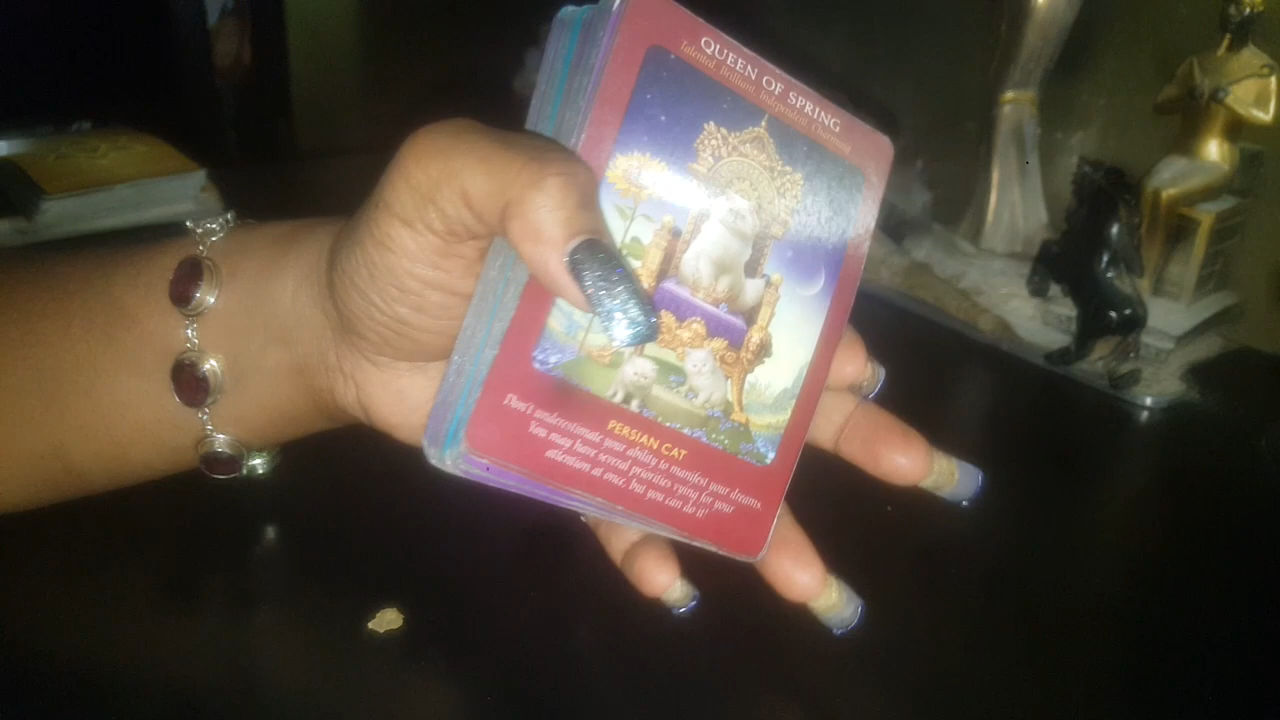 QUEEN OF SPRING
Talented, Brilliant, Independent, Charmed
PERSIAN CAT
Don't underestimate your ability to manifest your dreams.
You may have several priorities vying for your
attention at once, but you can do it!